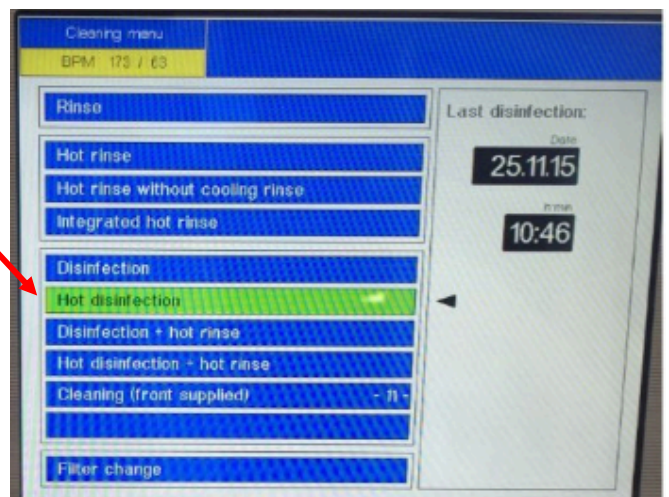 Cleaning menu
BPM 173 / 63
Rinse
Hot rinse
Hot rinse without cooling rinse
Integrated hot rinse
Disinfection
Hot disinfection
Disinfection + hot rinse
Hot disinfection + hot rinse
Cleaning (front supplied) - n -
Filter change
Last disinfection:
Date
25.11.15
h:min
10:46